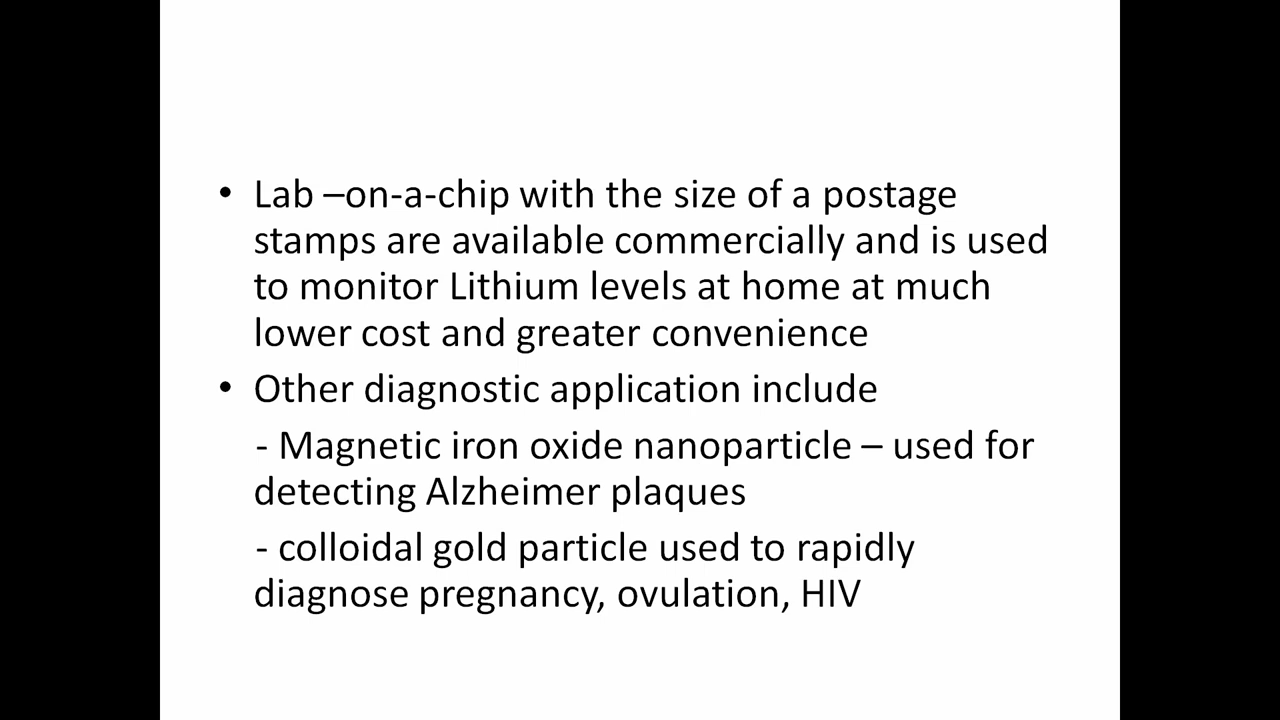 • Lab –on-a-chip with the size of a postage
stamps are available commercially and is used
to monitor Lithium levels at home at much
lower cost and greater convenience
• Other diagnostic application include
- Magnetic iron oxide nanoparticle – used for
detecting Alzheimer plaques
- colloidal gold particle used to rapidly
diagnose pregnancy, ovulation, HIV